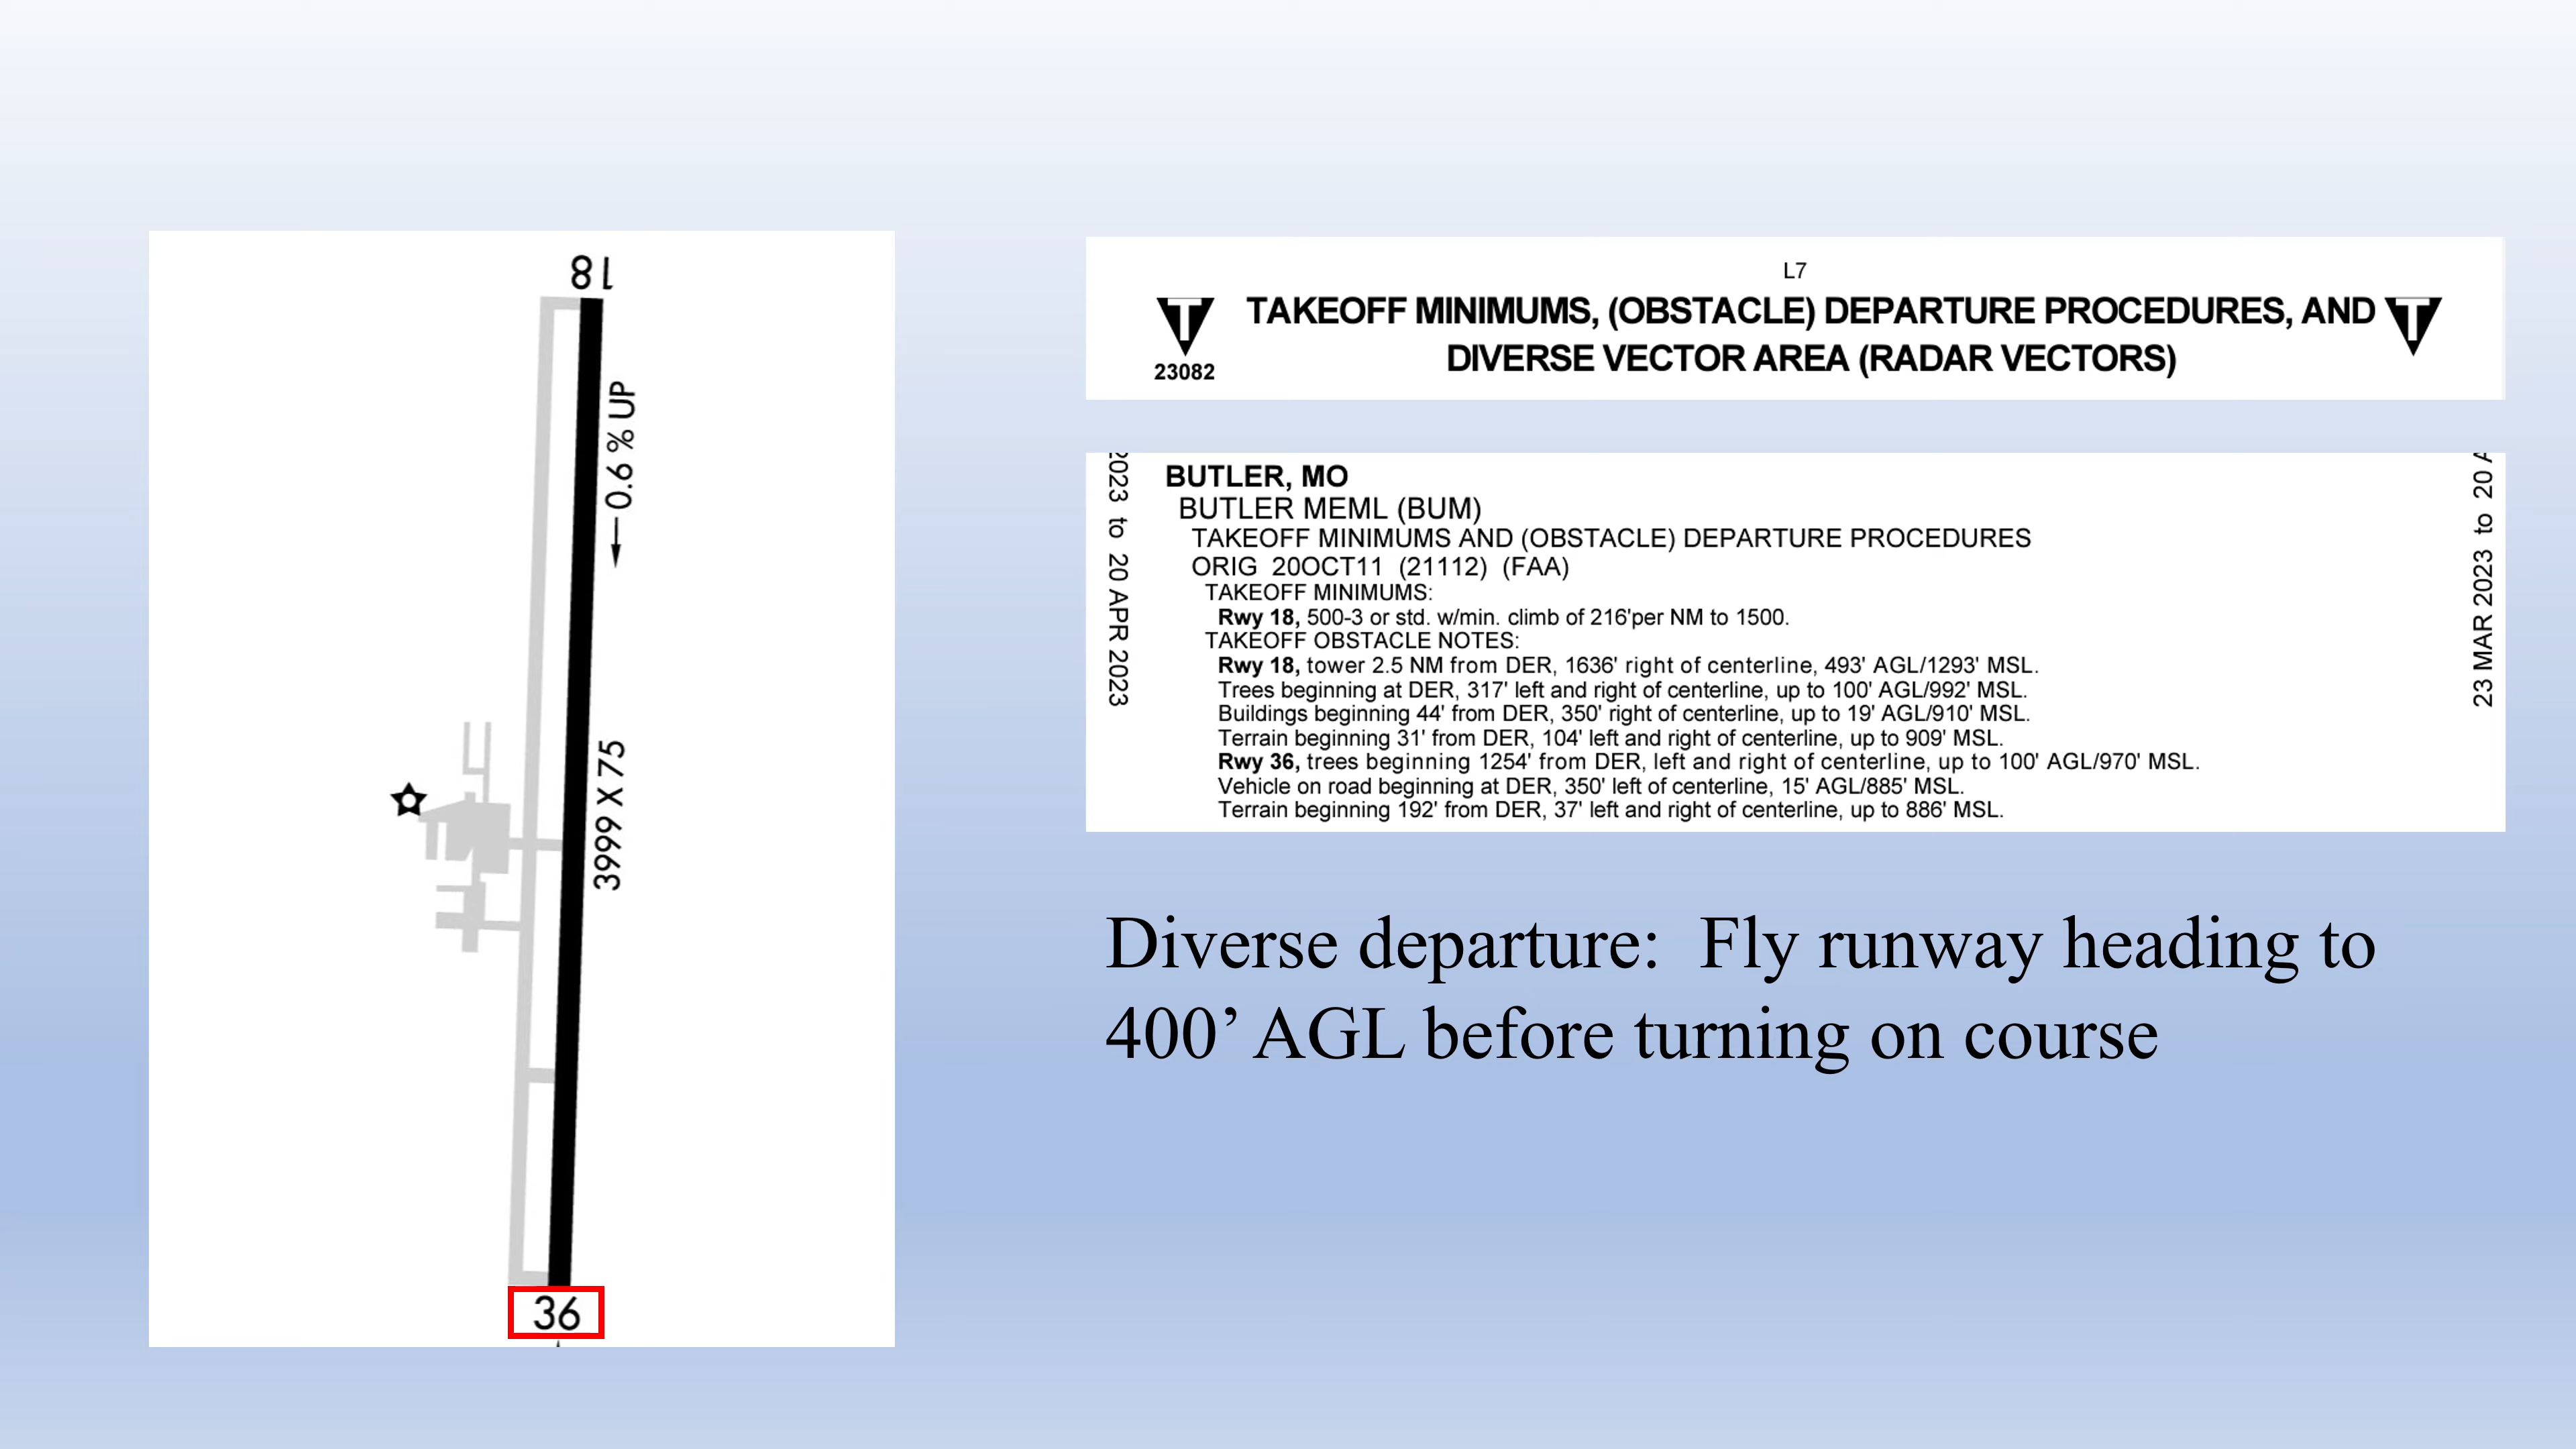 18
0.6 % UP
3999 X 75
36
L7
T TAKEOFF MINIMUMS, (OBSTACLE) DEPARTURE PROCEDURES, AND T
23082 DIVERSE VECTOR AREA (RADAR VECTORS)
2023 to 20 APR 2023
BUTLER, MO
BUTLER MEML (BUM)
TAKEOFF MINIMUMS AND (OBSTACLE) DEPARTURE PROCEDURES
ORIG 20OCT11 (21112) (FAA)
TAKEOFF MINIMUMS:
Rwy 18, 500-3 or std. w/min. climb of 216'per NM to 1500.
TAKEOFF OBSTACLE NOTES:
Rwy 18, tower 2.5 NM from DER, 1636' right of centerline, 493' AGL/1293' MSL.
Trees beginning at DER, 317' left and right of centerline, up to 100' AGL/992' MSL.
Buildings beginning 44' from DER, 350' right of centerline, up to 19' AGL/910' MSL.
Terrain beginning 31' from DER, 104' left and right of centerline, up to 909' MSL.
Rwy 36, trees beginning 1254' from DER, left and right of centerline, up to 100' AGL/970' MSL.
Vehicle on road beginning at DER, 350' left of centerline, 15' AGL/885' MSL.
Terrain beginning 192' from DER, 37' left and right of centerline, up to 886' MSL.
23 MAR 2023 to 20 A
Diverse departure: Fly runway heading to
400’ AGL before turning on course